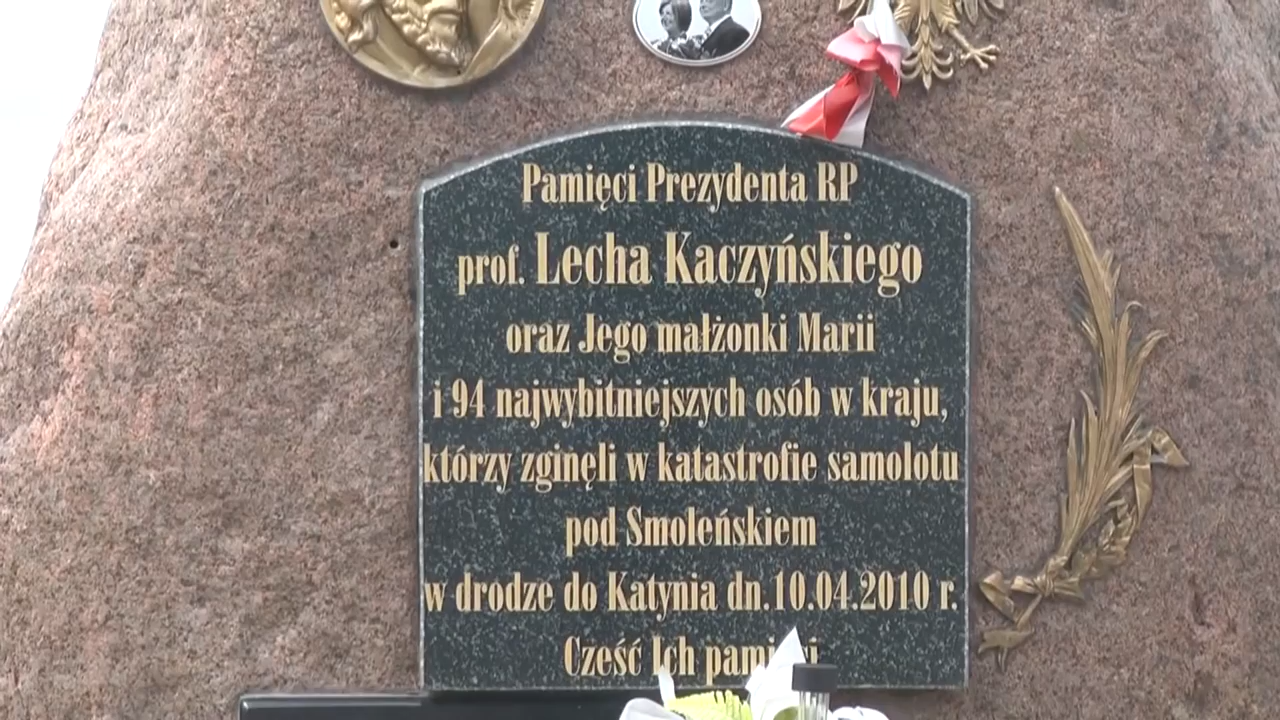 Pamięci Prezydenta RP
prof. Lecha Kaczyńskiego
oraz Jego małżonki Marii
i 94 najwybitniejszych osób w kraju,
którzy zginęli w katastrofie samolotu
pod Smoleńskiem
w drodze do Katynia dn.10.04.2010 r.
Cześć Ich pamięci